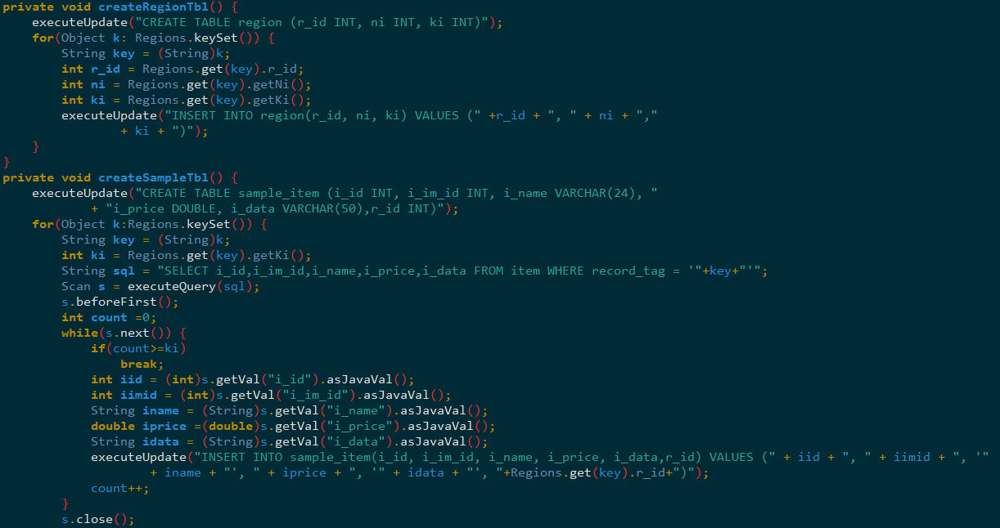 private void createRegionTbl() {
    executeUpdate("CREATE TABLE region (r_id INT, ni INT, ki INT)");
    for(Object k: Regions.keySet()) {
        String key = (String)k;
        int r_id = Regions.get(key).r_id;
        int ni = Regions.get(key).getNi();
        int ki = Regions.get(key).getKi();
        executeUpdate("INSERT INTO region(r_id, ni, ki) VALUES (" +r_id + ", " + ni + ","
                + ki + ")");
    }
}
private void createSampleTbl() {
    executeUpdate("CREATE TABLE sample_item (i_id INT, i_im_id INT, i_name VARCHAR(24), "
            + "i_price DOUBLE, i_data VARCHAR(50),r_id INT)");
    for(Object k:Regions.keySet()) {
        String key = (String)k;
        int ki = Regions.get(key).getKi();
        String sql = "SELECT i_id,i_im_id,i_name,i_price,i_data FROM item WHERE record_tag = '"+key+"'";
        Scan s = executeQuery(sql);
        s.beforeFirst();
        int count =0;
        while(s.next()) {
            if(count>=ki)
                break;
            int iid = (int)s.getVal("i_id").asJavaVal();
            int iimid = (int)s.getVal("i_im_id").asJavaVal();
            String iname = (String)s.getVal("i_name").asJavaVal();
            double iprice =(double)s.getVal("i_price").asJavaVal();
            String idata = (String)s.getVal("i_data").asJavaVal();
            executeUpdate("INSERT INTO sample_item(i_id, i_im_id, i_name, i_price, i_data,r_id) VALUES (" + iid + ", " + iimid + ", '"
                    + iname + "', " + iprice + ", '" + idata + "', "+Regions.get(key).r_id+")");
            count++;
        }
        s.close();